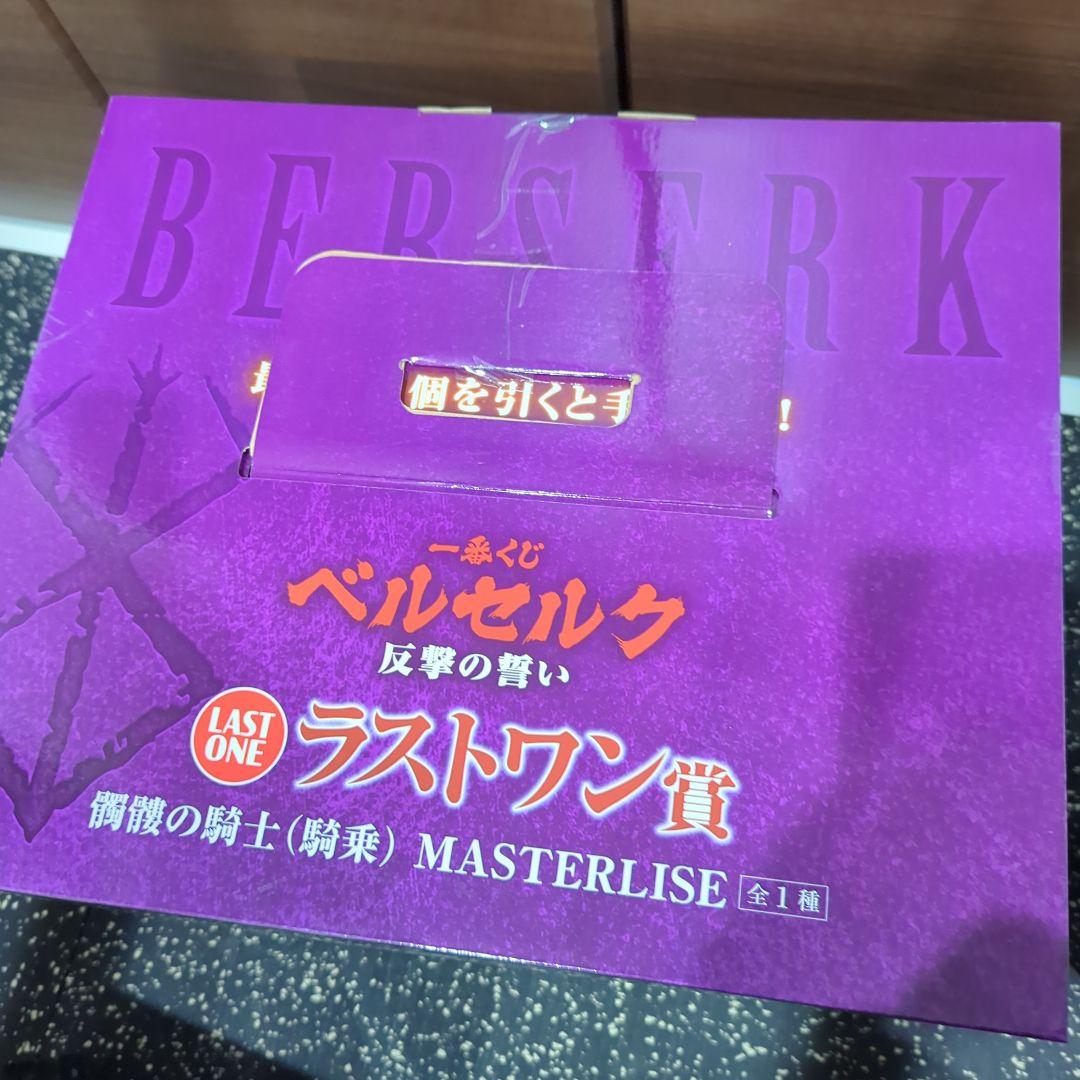 BERSERK
個を引くと手
!
一番くじ
ベルセルク
反撃の誓い
LAST
ONE
ラストワン賞
髑髏の騎士(騎乗) MASTERLISE 全1種